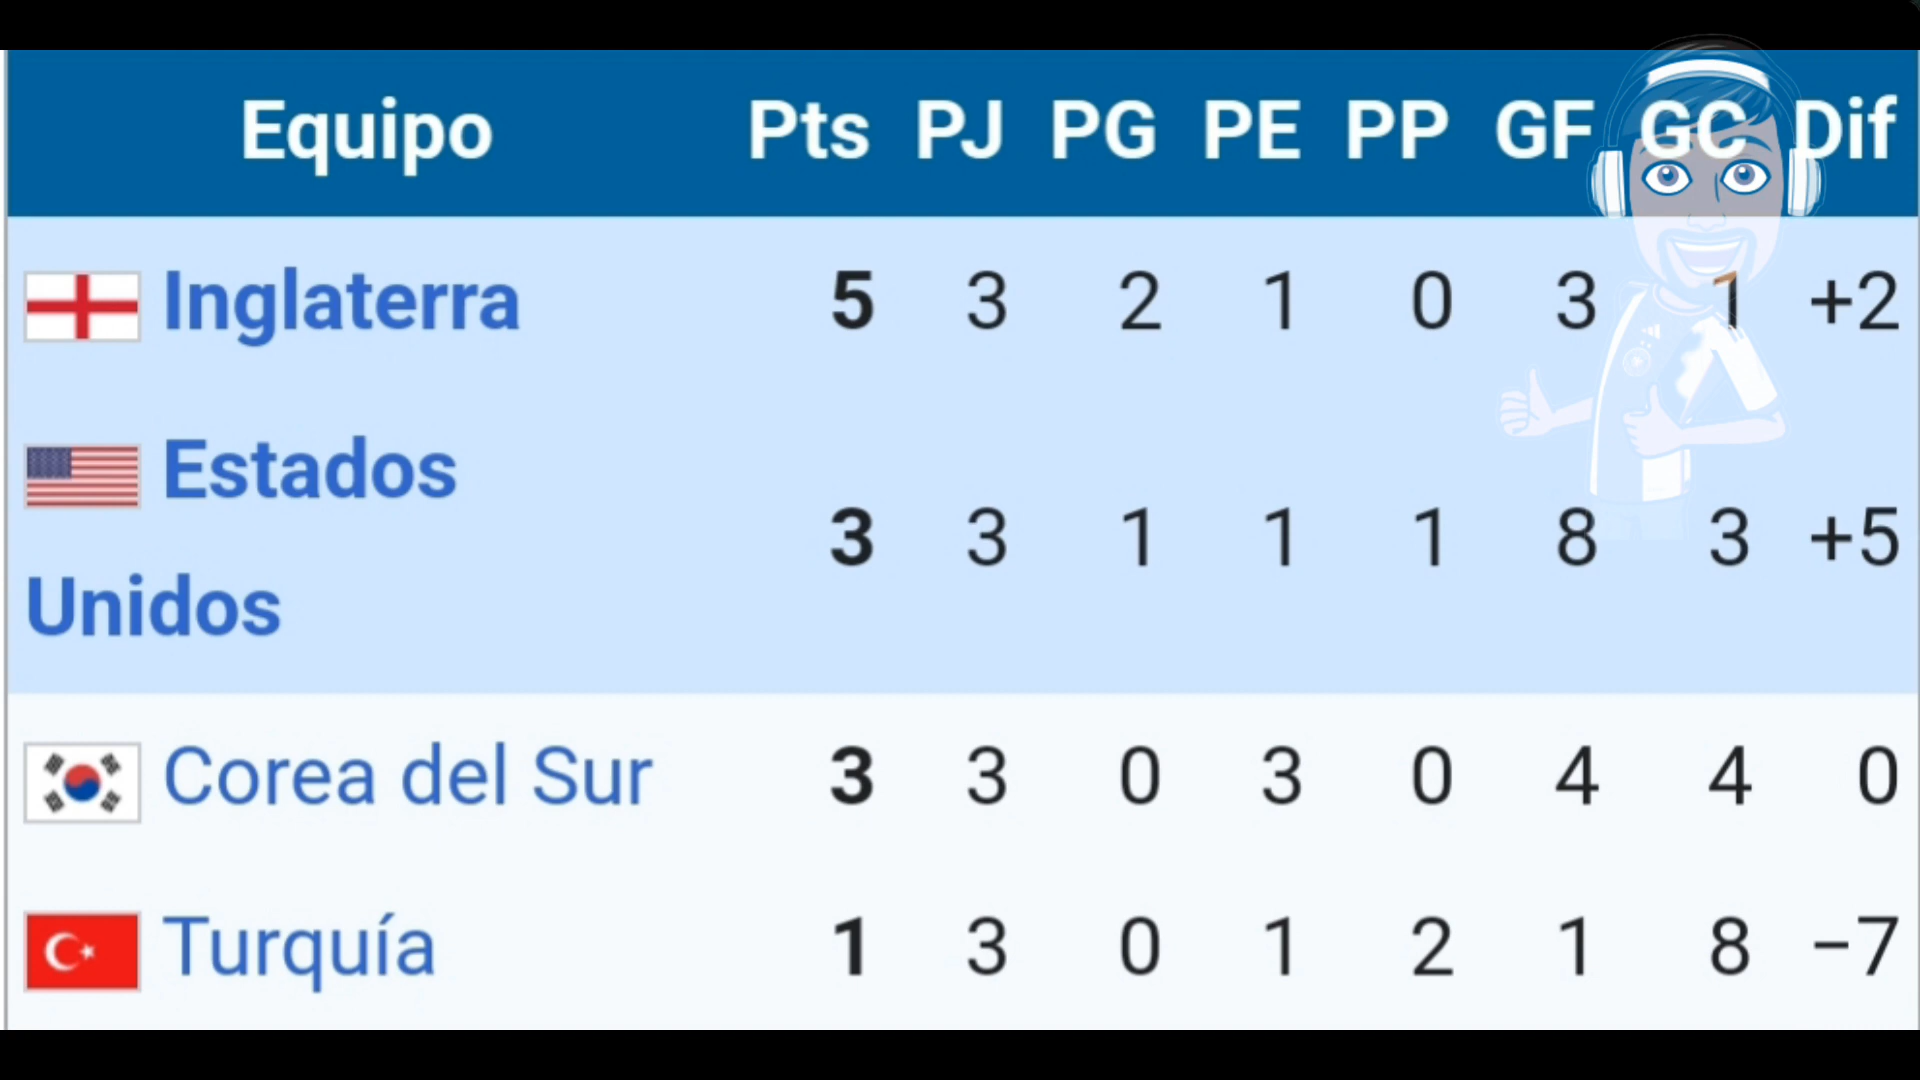 Equipo Pts PJ PG PE PP GF GC Dif
Inglaterra 5 3 2 1 0 3 1 +2
Estados
Unidos 3 3 1 1 1 8 3 +5
Corea del Sur 3 3 0 3 0 4 4 0
Turquía 1 3 0 1 2 1 8 −7